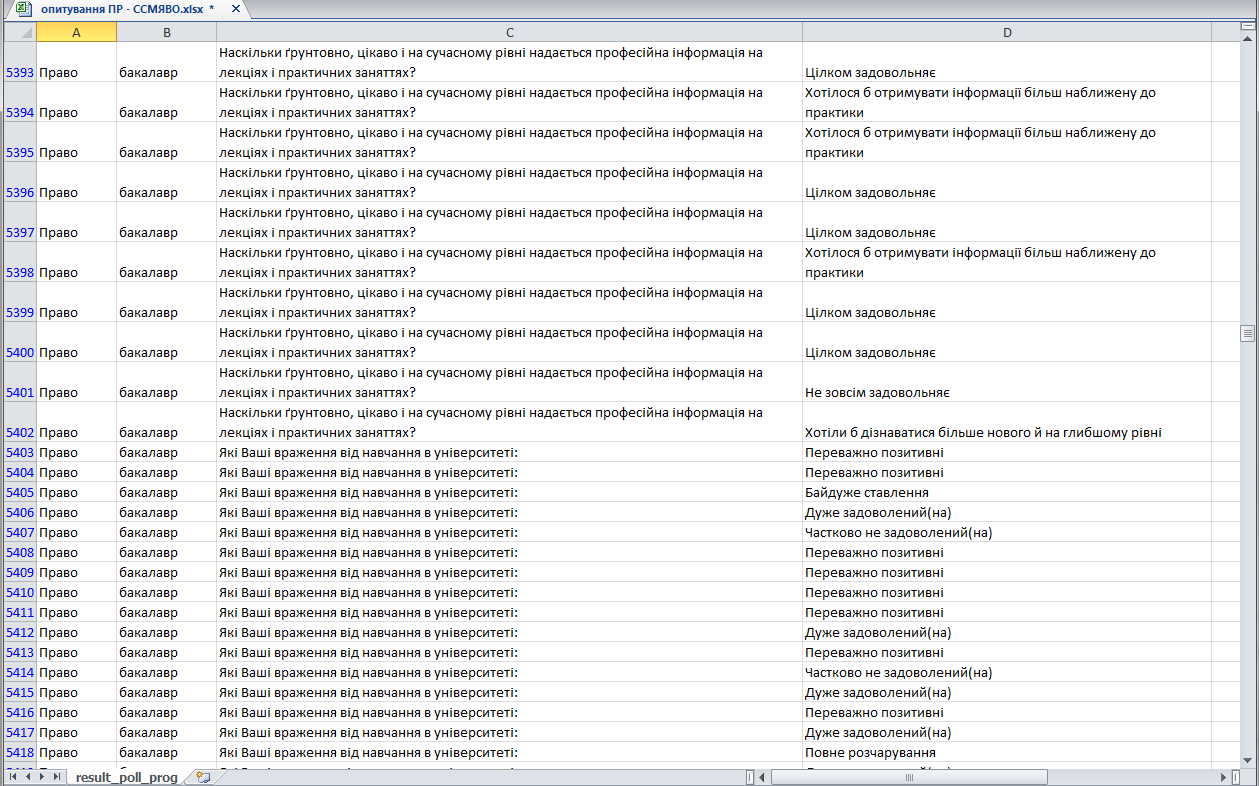 опитування ПР - ССМЯВО.xlsx *
A B C D
Наскільки ґрунтовно, цікаво і на сучасному рівні надається професійна інформація на
5393 Право бакалавр лекціях і практичних заняттях? Цілком задовольняє
Наскільки ґрунтовно, цікаво і на сучасному рівні надається професійна інформація на Хотілося б отримувати інформації більш наближену до
5394 Право бакалавр лекціях і практичних заняттях? практики
Наскільки ґрунтовно, цікаво і на сучасному рівні надається професійна інформація на Хотілося б отримувати інформації більш наближену до
5395 Право бакалавр лекціях і практичних заняттях? практики
Наскільки ґрунтовно, цікаво і на сучасному рівні надається професійна інформація на
5396 Право бакалавр лекціях і практичних заняттях? Цілком задовольняє
Наскільки ґрунтовно, цікаво і на сучасному рівні надається професійна інформація на
5397 Право бакалавр лекціях і практичних заняттях? Цілком задовольняє
Наскільки ґрунтовно, цікаво і на сучасному рівні надається професійна інформація на Хотілося б отримувати інформації більш наближену до
5398 Право бакалавр лекціях і практичних заняттях? практики
Наскільки ґрунтовно, цікаво і на сучасному рівні надається професійна інформація на
5399 Право бакалавр лекціях і практичних заняттях? Цілком задовольняє
Наскільки ґрунтовно, цікаво і на сучасному рівні надається професійна інформація на
5400 Право бакалавр лекціях і практичних заняттях? Цілком задовольняє
Наскільки ґрунтовно, цікаво і на сучасному рівні надається професійна інформація на
5401 Право бакалавр лекціях і практичних заняттях? Не зовсім задовольняє
Наскільки ґрунтовно, цікаво і на сучасному рівні надається професійна інформація на
5402 Право бакалавр лекціях і практичних заняттях? Хотіли б дізнаватися більше нового й на глибшому рівні
5403 Право бакалавр Які Ваші враження від навчання в університеті: Переважно позитивні
5404 Право бакалавр Які Ваші враження від навчання в університеті: Переважно позитивні
5405 Право бакалавр Які Ваші враження від навчання в університеті: Байдуже ставлення
5406 Право бакалавр Які Ваші враження від навчання в університеті: Дуже задоволений(на)
5407 Право бакалавр Які Ваші враження від навчання в університеті: Частково не задоволений(на)
5408 Право бакалавр Які Ваші враження від навчання в університеті: Переважно позитивні
5409 Право бакалавр Які Ваші враження від навчання в університеті: Переважно позитивні
5410 Право бакалавр Які Ваші враження від навчання в університеті: Переважно позитивні
5411 Право бакалавр Які Ваші враження від навчання в університеті: Переважно позитивні
5412 Право бакалавр Які Ваші враження від навчання в університеті: Дуже задоволений(на)
5413 Право бакалавр Які Ваші враження від навчання в університеті: Переважно позитивні
5414 Право бакалавр Які Ваші враження від навчання в університеті: Частково не задоволений(на)
5415 Право бакалавр Які Ваші враження від навчання в університеті: Дуже задоволений(на)
5416 Право бакалавр Які Ваші враження від навчання в університеті: Переважно позитивні
5417 Право бакалавр Які Ваші враження від навчання в університеті: Дуже задоволений(на)
5418 Право бакалавр Які Ваші враження від навчання в університеті: Повне розчарування
result_poll_prog